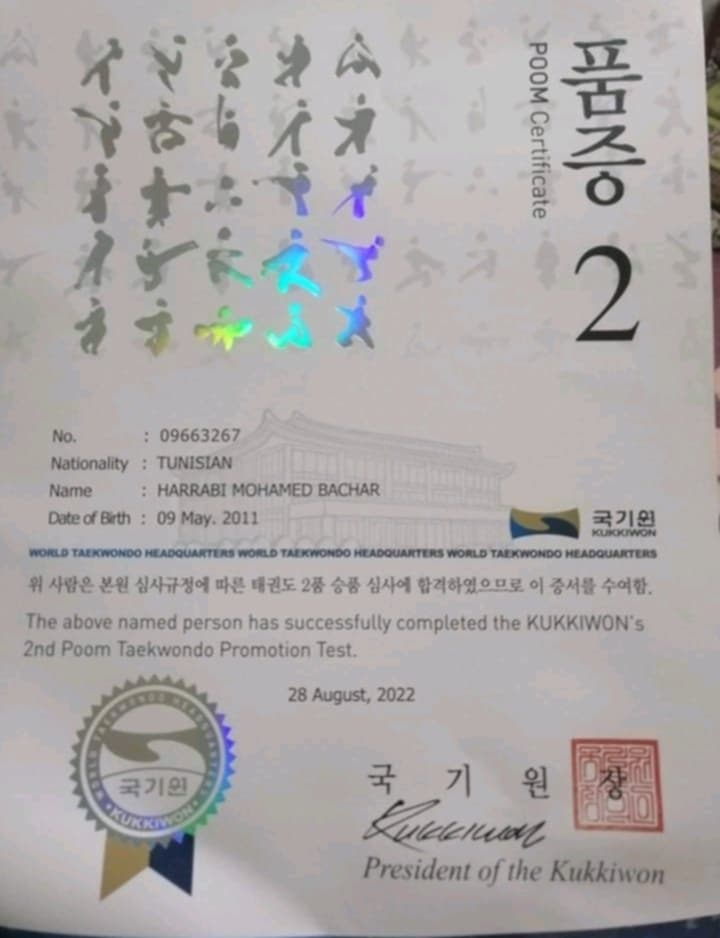 품증
POOM Certificate
2
No. : 09663267
Nationality : TUNISIAN
Name : HARRABI MOHAMED BACHAR
Date of Birth : 09 May. 2011
국기원
KUKKIWON
WORLD TAEKWONDO HEADQUARTERS WORLD TAEKWONDO HEADQUARTERS WORLD TAEKWONDO HEADQUARTERS
위 사람은 본원 심사규정에 따른 태권도 2품 승품 심사에 합격하였으므로 이 증서를 수여함.
The above named person has successfully completed the KUKKIWON's
2nd Poom Taekwondo Promotion Test.
28 August, 2022
WORLD TAEKWONDO HEADQUARTERS
국기원
KUKKIWON
국 기 원 장
Kukkiwon
President of the Kukkiwon